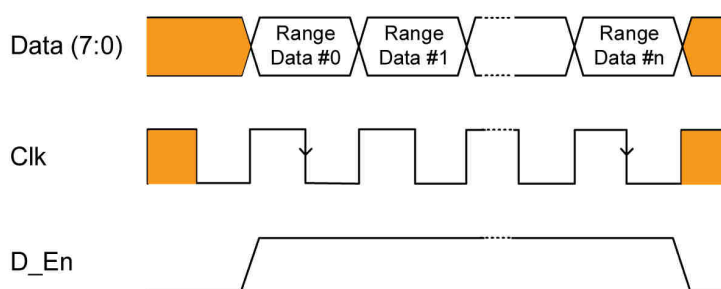 Data (7:0)
Range
Data #0
Range
Data #1
Range
Data #n
Clk
D_En